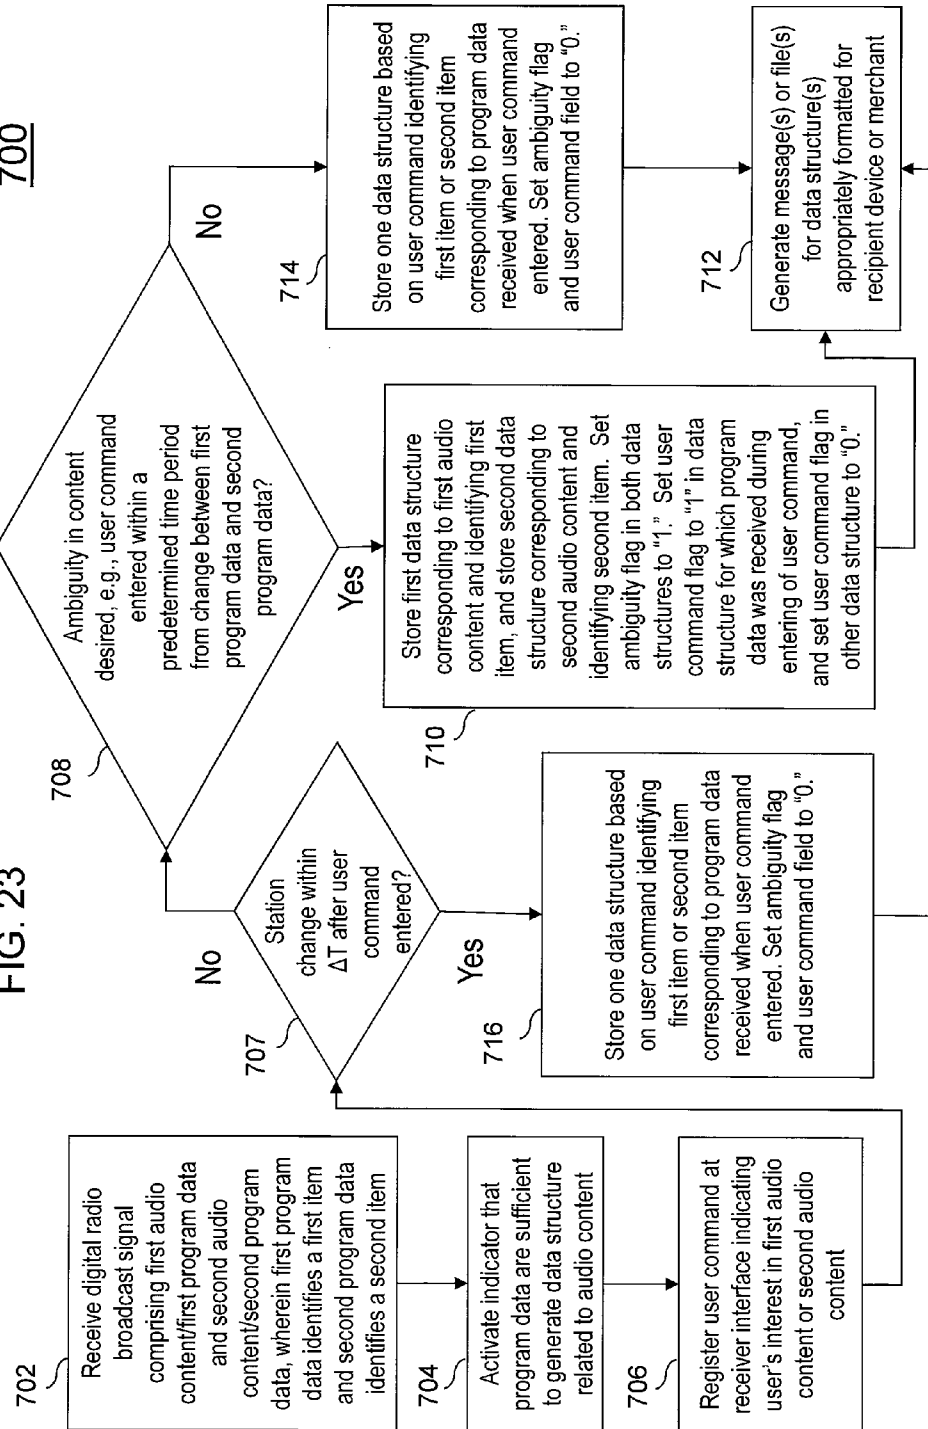 FIG. 23
700
702
Receive digital radio
broadcast signal
comprising first audio
content/first program data
and second audio
content/second program
data, wherein first program
data identifies a first item
and second program data
identifies a second item
704
Activate indicator that
program data are sufficient
to generate data structure
related to audio content
706
Register user command at
receiver interface indicating
user's interest in first audio
content or second audio
content
707
Station
change within
ΔT after user
command
entered?
No
Yes
716
Store one data structure based
on user command identifying
first item or second item
corresponding to program data
received when user command
entered. Set ambiguity flag
and user command field to “0.”
708
Ambiguity in content
desired, e.g., user command
entered within a
predetermined time period
from change between first
program data and second
program data?
Yes
No
710
Store first data structure
corresponding to first audio
content and identifying first
item, and store second data
structure corresponding to
second audio content and
identifying second item. Set
ambiguity flag in both data
structures to “1.” Set user
command flag to “1” in data
structure for which program
data was received during
entering of user command,
and set user command flag in
other data structure to “0.”
714
Store one data structure based
on user command identifying
first item or second item
corresponding to program data
received when user command
entered. Set ambiguity flag
and user command field to “0.”
712
Generate message(s) or file(s)
for data structure(s)
appropriately formatted for
recipient device or merchant